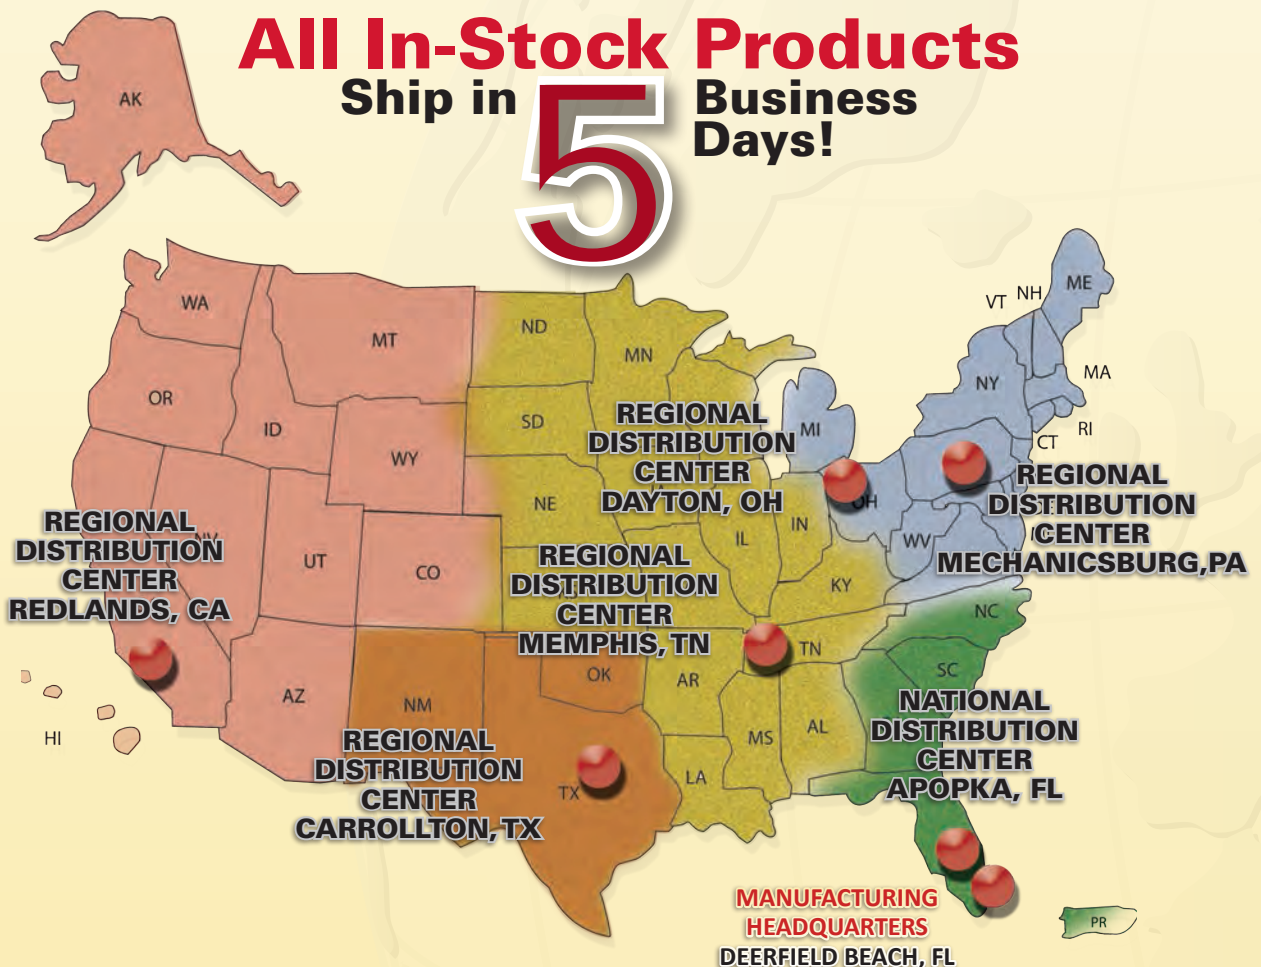 All In-Stock Products
Ship in 5 Business
Days!
AK
WA
MT
ND
MN
VT
NH
ME
OR
ID
WY
SD
MI
NY
MA
RI
CT
REGIONAL
DISTRIBUTION
CENTER
DAYTON, OH
OH
REGIONAL
DISTRIBUTION
CENTER
MECHANICSBURG,PA
NE
IL
IN
WV
KY
REGIONAL
DISTRIBUTION
CENTER
REDLANDS, CA
NV
UT
CO
REGIONAL
DISTRIBUTION
CENTER
MEMPHIS, TN
TN
NC
SC
AZ
NM
OK
AR
MS
AL
LA
HI
NATIONAL
DISTRIBUTION
CENTER
APOPKA, FL
REGIONAL
DISTRIBUTION
CENTER
CARROLLTON, TX
TX
MANUFACTURING
HEADQUARTERS
DEERFIELD BEACH, FL
PR